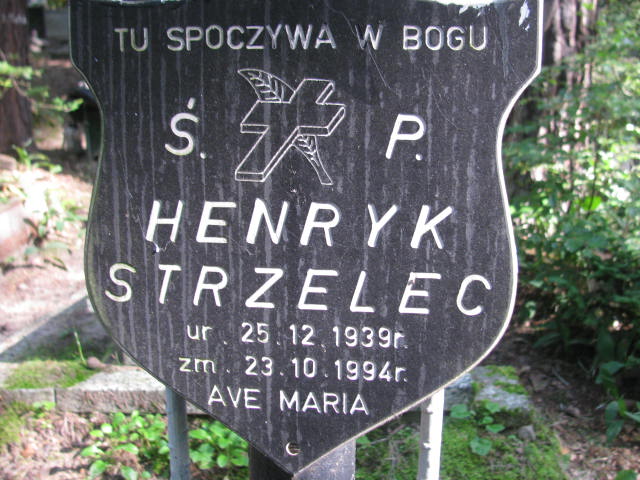 TU SPOCZYWA W BOGU
Ś. P.
HENRYK
STRZELEC
ur. 25.12.1939r.
zm. 23.10.1994r.
AVE MARIA